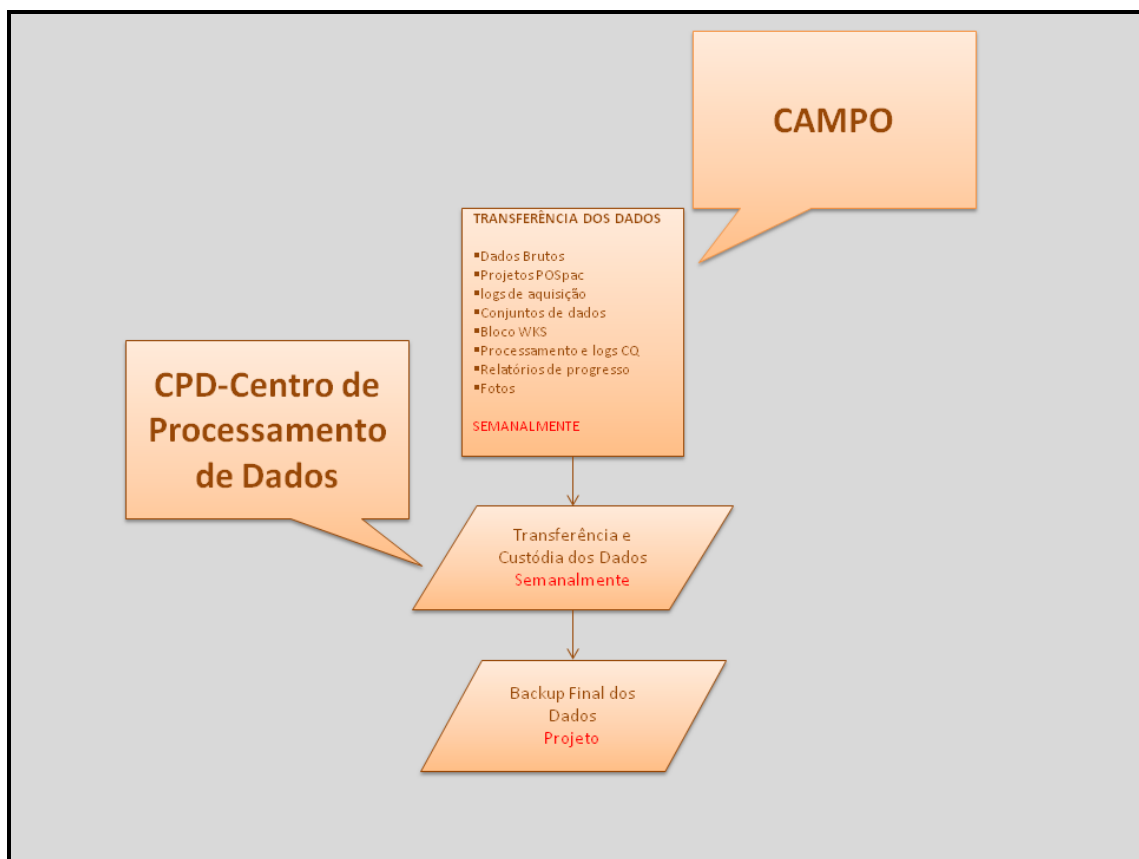 CAMPO
TRANSFERÊNCIA DOS DADOS
▪Dados Brutos
▪Projetos POSpac
▪logs de aquisição
▪Conjuntos de dados
▪Bloco WKS
▪Processamento e logs CQ
▪Relatórios de progresso
▪Fotos
SEMANALMENTE
CPD-Centro de
Processamento
de Dados
Transferência e
Custódia dos Dados
Semanalmente
Backup Final dos
Dados
Projeto